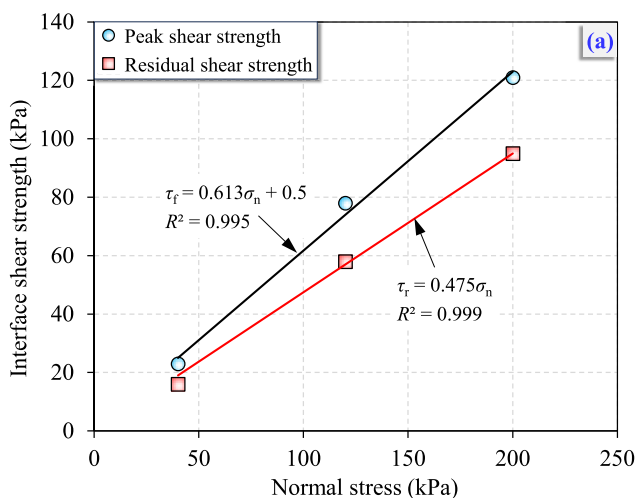 (a)
Peak shear strength
Residual shear strength
Interface shear strength (kPa)
140
120
100
80
60
40
20
0
τf = 0.613σn + 0.5
R² = 0.995
τr = 0.475σn
R² = 0.999
0
50
100
150
200
250
Normal stress (kPa)